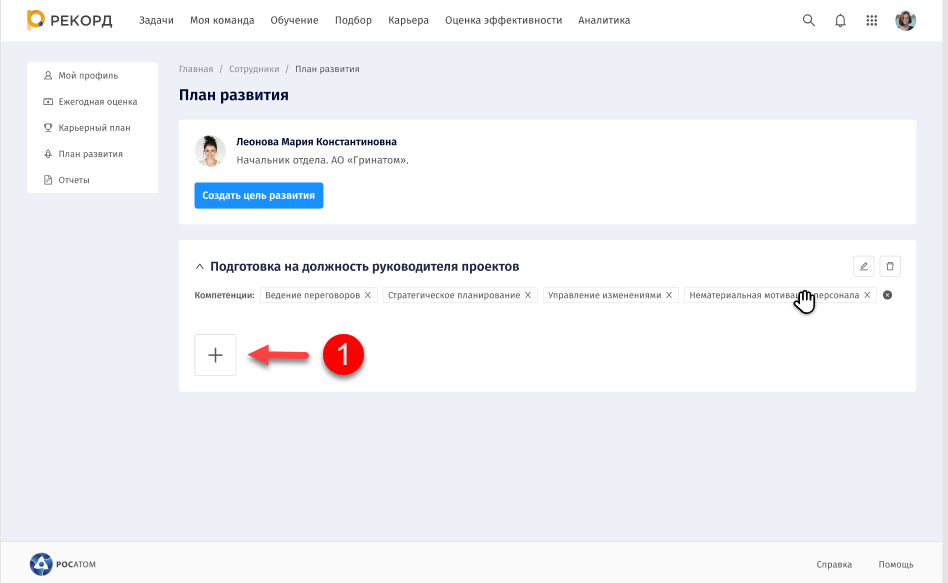 РЕКОРД Задачи Моя команда Обучение Подбор Карьера Оценка эффективности Аналитика
Мой профиль
Ежегодная оценка
Карьерный план
План развития
Отчеты
Главная / Сотрудники / План развития
План развития
Леонова Мария Константиновна
Начальник отдела. АО «Гринатом».
Создать цель развития
Подготовка на должность руководителя проектов
Компетенции: Ведение переговоров X Стратегическое планирование X Управление изменениями X Нематериальная персонала X
1
РОСАТОМ Справка Помощь